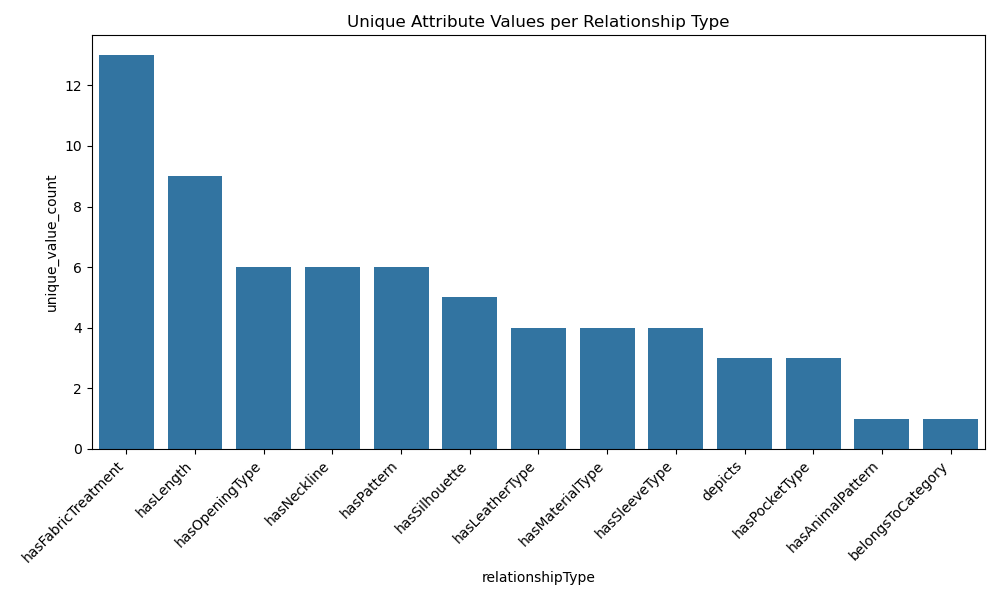 Unique Attribute Values per Relationship Type
unique_value_count
12
10
8
6
4
2
0
hasFabricTreatment
hasLength
hasOpeningType
hasNeckline
hasPattern
hasSilhouette
hasLeatherType
hasMaterialType
hasSleeveType
depicts
hasPocketType
hasAnimalPattern
belongsToCategory
relationshipType